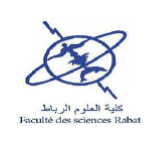 كلية العلوم الرباط
Faculté des sciences Rabat